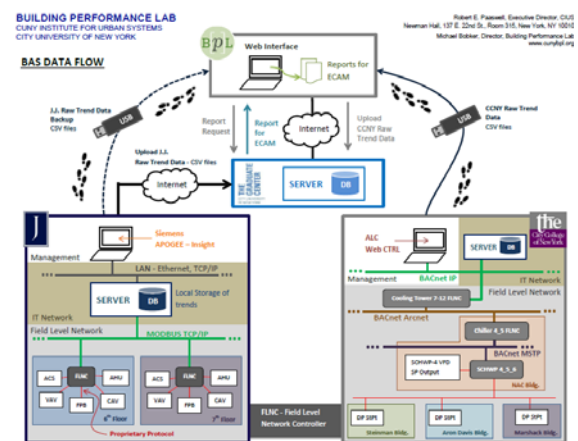 BUILDING PERFORMANCE LAB
CUNY INSTITUTE FOR URBAN SYSTEMS
CITY UNIVERSITY OF NEW YORK
Robert E. Paaswell, Executive Director, CIUS
Newman Hall, 137 E. 22nd St., Room 315, New York, NY 10010
Michael Bobker, Director, Building Performance Lab
www.cunybpl.org
BAS DATA FLOW
BPL
Web Interface
Reports for
ECAM
J.J. Raw Trend Data
Backup
CSV files
USB
USB
CCNY Raw Trend
Data
CSV files
Report
Request
Report
for
ECAM
Internet
Upload
CCNY Raw
Trend Data
Upload J.J.
Raw Trend Data - CSV files
Internet
THE
GRADUATE
CENTER
SERVER
DB
J
Siemens
APOGEE – Insight
Management
LAN - Ethernet, TCP/IP
SERVER
DB
Local Storage of
trends
IT Network
Field Level Network
MODBUS TCP/IP
ACS
FLNC
AHU
VAV
FPB
CAV
6th Floor
ACS
FLNC
AHU
VAV
FPB
CAV
7th Floor
Proprietary Protocol
FLNC - Field Level
Network Controller
the
City College
of New York
ALC
Web CTRL
SERVER
DB
Management
BACnet IP
IT Network
Field Level Network
Cooling Tower 7-12 FLNC
BACnet Arcnet
Chiller 4_5 FLNC
BACnet MSTP
SCHWP-4 VFD
SP Output
SCHWP 4_5_6
NAC Bldg.
DP Stpt
Steinman Bldg.
DP Stpt
Aron Davis Bldg.
DP Stpt
Marshack Bldg.